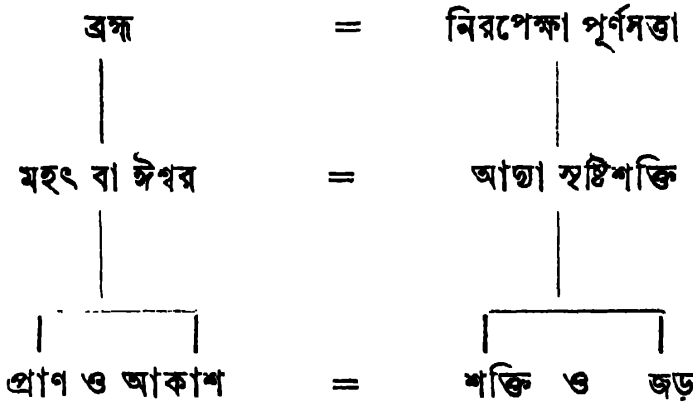 ব্রহ্ম = নিরপেক্ষা পূর্ণসত্তা
মহৎ বা ঈশ্বর = আদ্যা সৃষ্টিশক্তি
প্রাণ ও আকাশ = শক্তি ও জড়